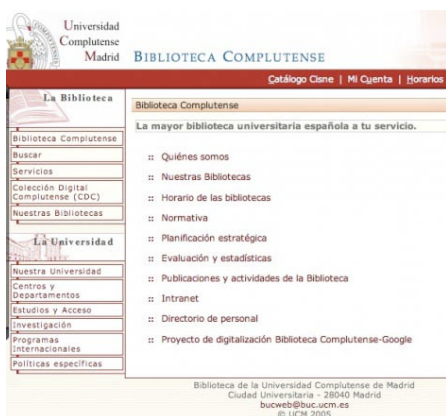 Universidad
Complutense
Madrid
BIBLIOTECA COMPLUTENSE
Catálogo Cisne | Mi Cuenta | Horarios
La Biblioteca
Biblioteca Complutense
Buscar
Servicios
Colección Digital
Complutense (CDC)
Nuestras Bibliotecas
La Universidad
Nuestra Universidad
Centros y
Departamentos
Estudios y Acceso
Investigación
Programas
Internacionales
Políticas específicas
Biblioteca Complutense
La mayor biblioteca universitaria española a tu servicio.
:: Quiénes somos
:: Nuestras Bibliotecas
:: Horario de las bibliotecas
:: Normativa
:: Planificación estratégica
:: Evaluación y estadísticas
:: Publicaciones y actividades de la Biblioteca
:: Intranet
:: Directorio de personal
:: Proyecto de digitalización Biblioteca Complutense-Google
Biblioteca de la Universidad Complutense de Madrid
Ciudad Universitaria - 28040 Madrid
bucweb@buc.ucm.es
© UCM 2005